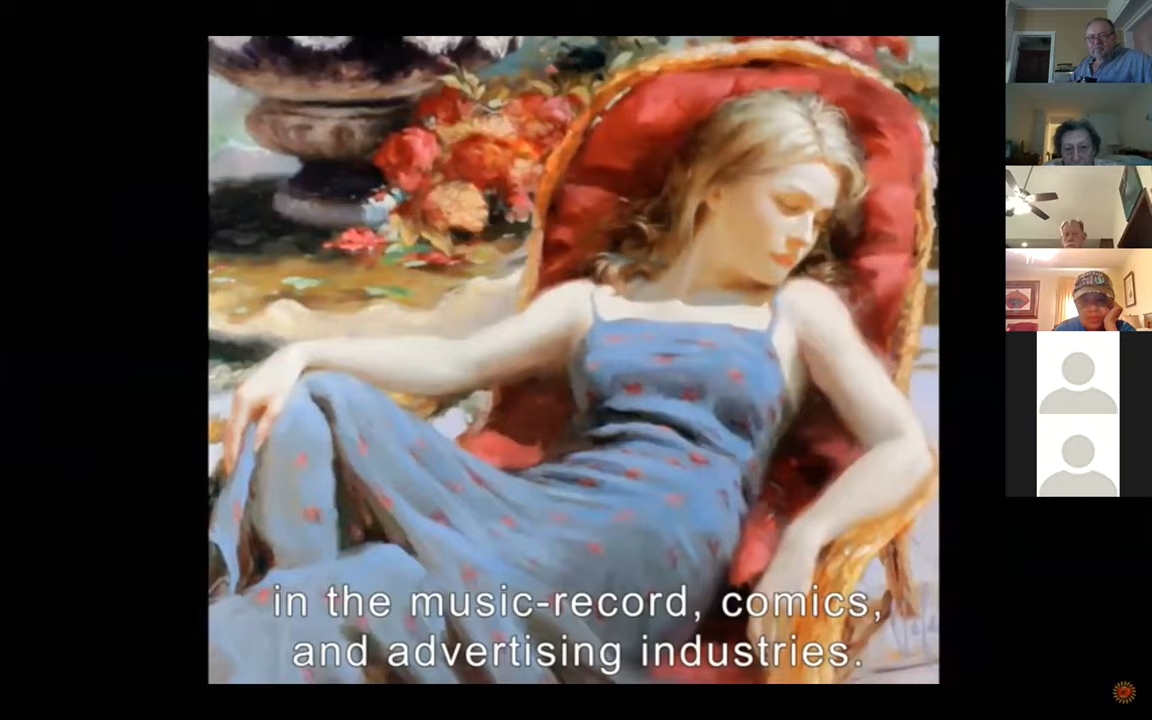 in the music-record, comics,
and advertising industries.